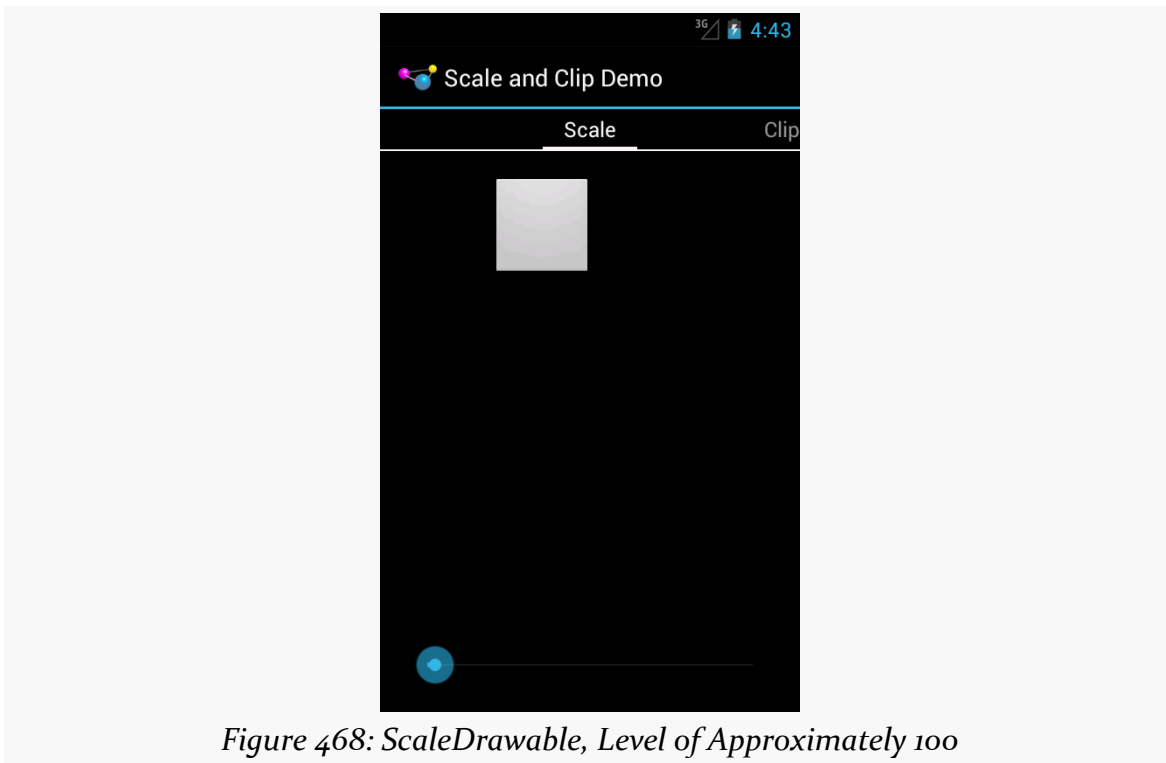 3G 4:43
Scale and Clip Demo
Scale Clip
Figure 468: ScaleDrawable, Level of Approximately 100